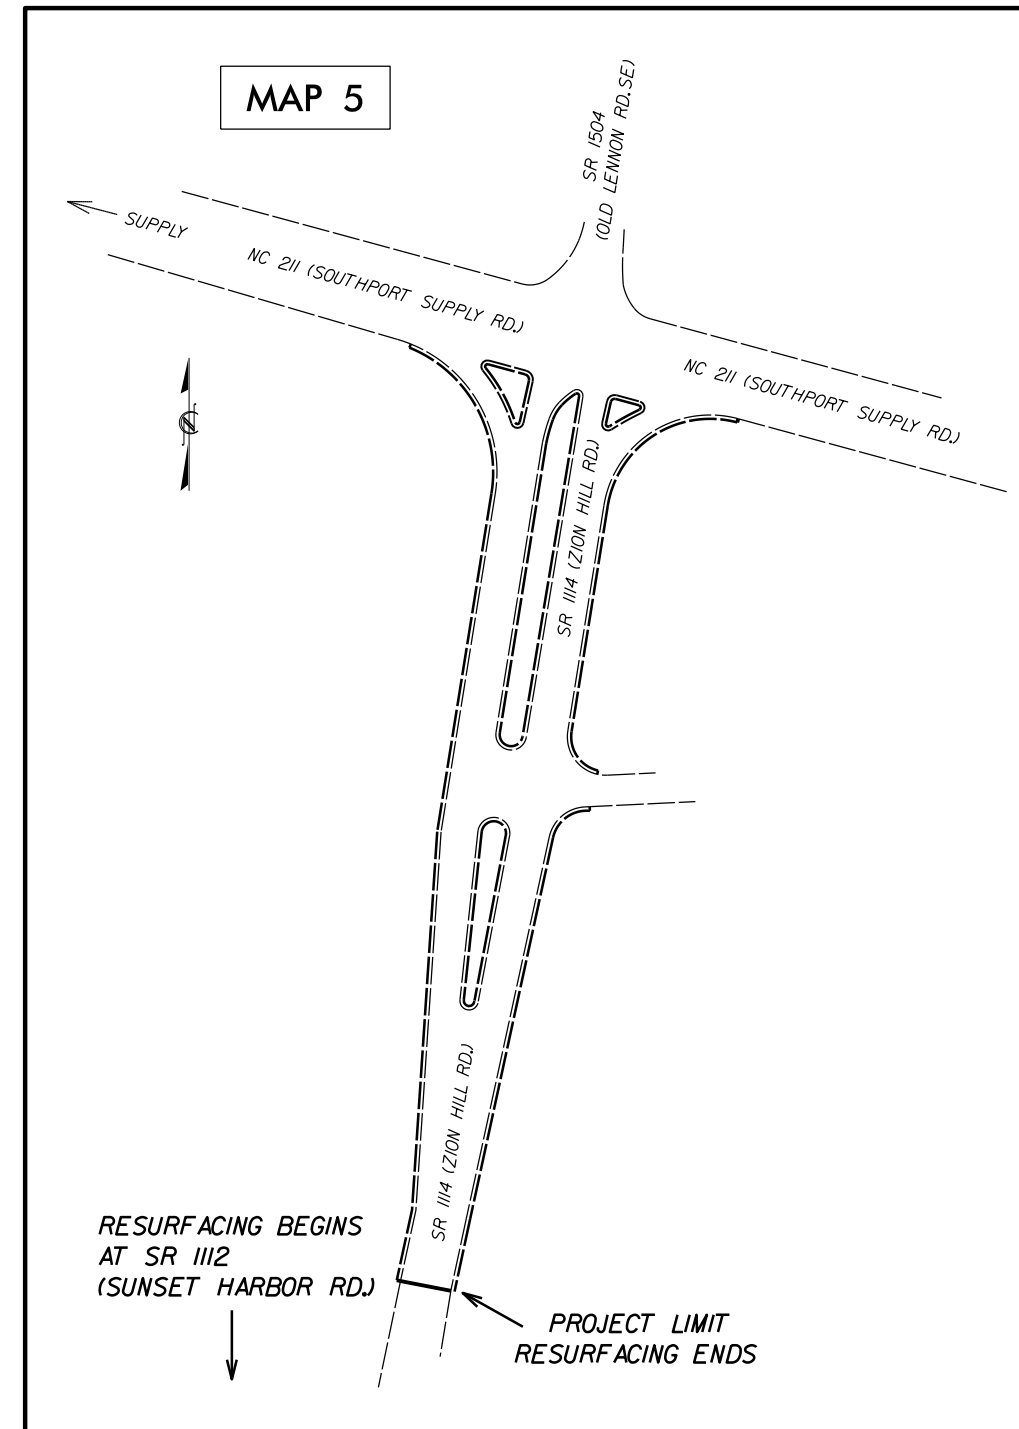 MAP 5
SR 1504
(OLD LENNON RD. SE)
SUPPLY
NC 211 (SOUTHPORT SUPPLY RD.)
NC 211 (SOUTHPORT SUPPLY RD.)
N
SR 1114 (ZION HILL RD.)
SR 1114 (ZION HILL RD.)
RESURFACING BEGINS
AT SR 1112
(SUNSET HARBOR RD.)
PROJECT LIMIT
RESURFACING ENDS